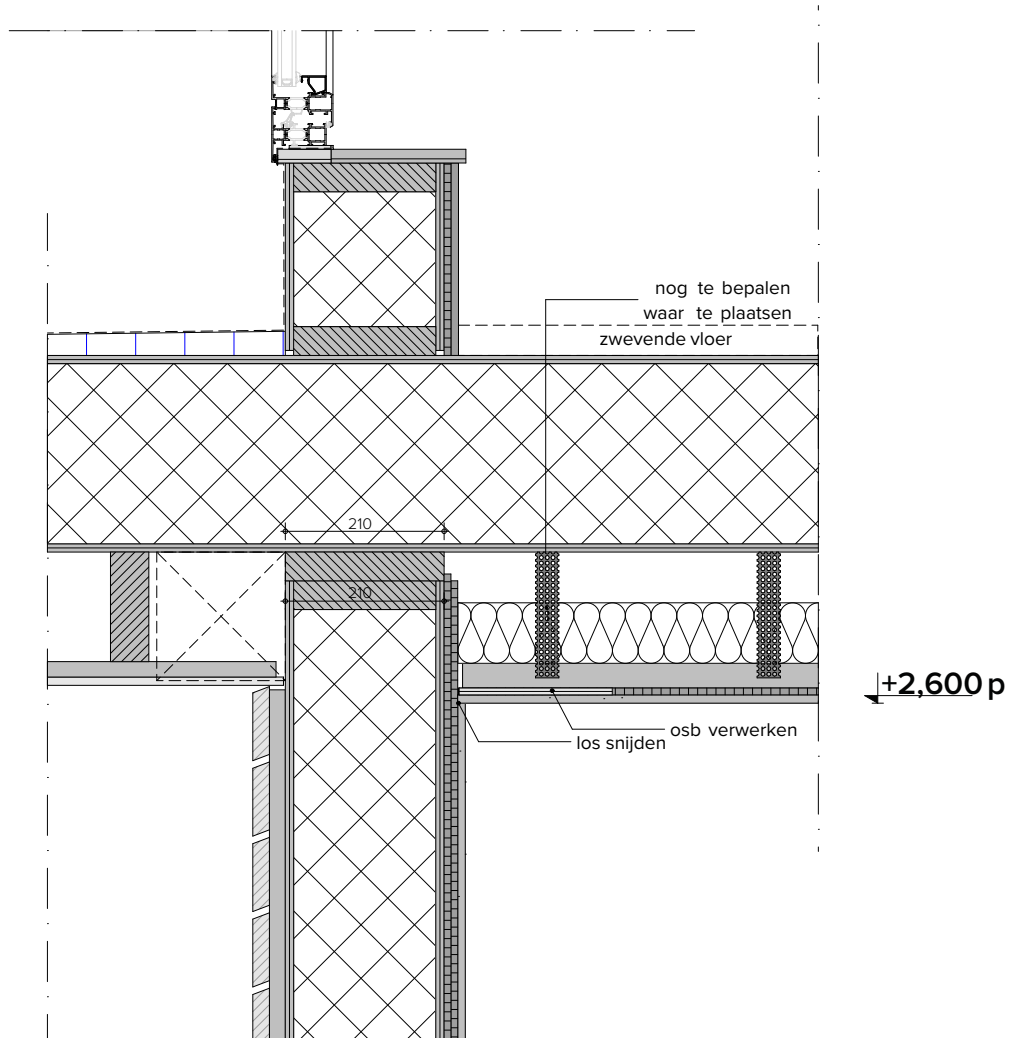 nog te bepalen
waar te plaatsen
zwevende vloer
210
210
+2,600 p
osb verwerken
los snijden